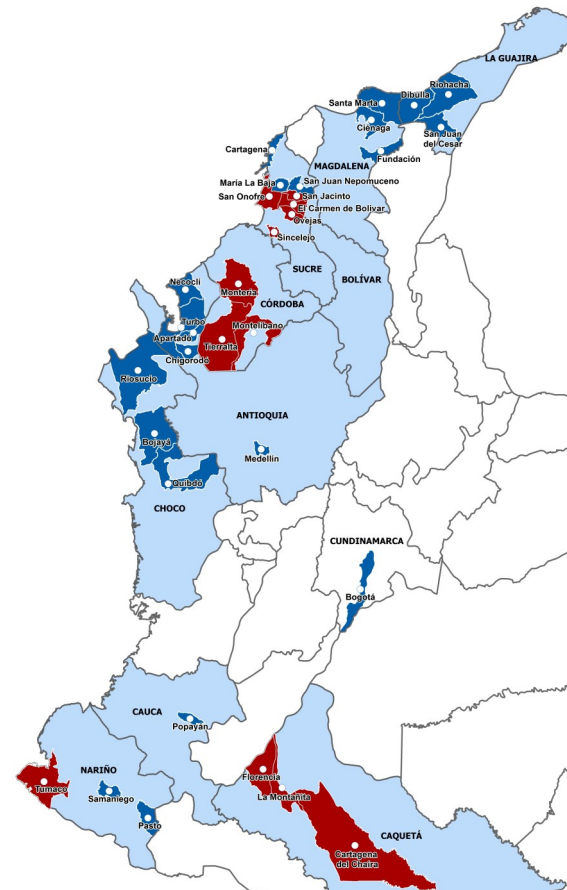 LA GUAJIRA
Riohacha
Dibulla
Santa Marta
Ciénaga
San Juan
del Cesar
Cartagena
Fundación
MAGDALENA
María La Baja
San Juan Nepomuceno
San Onofre
San Jacinto
El Carmen de Bolívar
Ovejas
Sincelejo
SUCRE
BOLÍVAR
Necoclí
Montería
CÓRDOBA
Turbo
Montelíbano
Apartadó
Tierralta
Chigorodó
Riosucio
ANTIOQUIA
Bojayá
Medellín
Quibdó
CHOCO
CUNDINAMARCA
Bogotá
CAUCA
Popayán
NARIÑO
Florencia
Tumaco
La Montañita
Samaniego
Pasto
CAQUETÁ
Cartagena
del Chairá